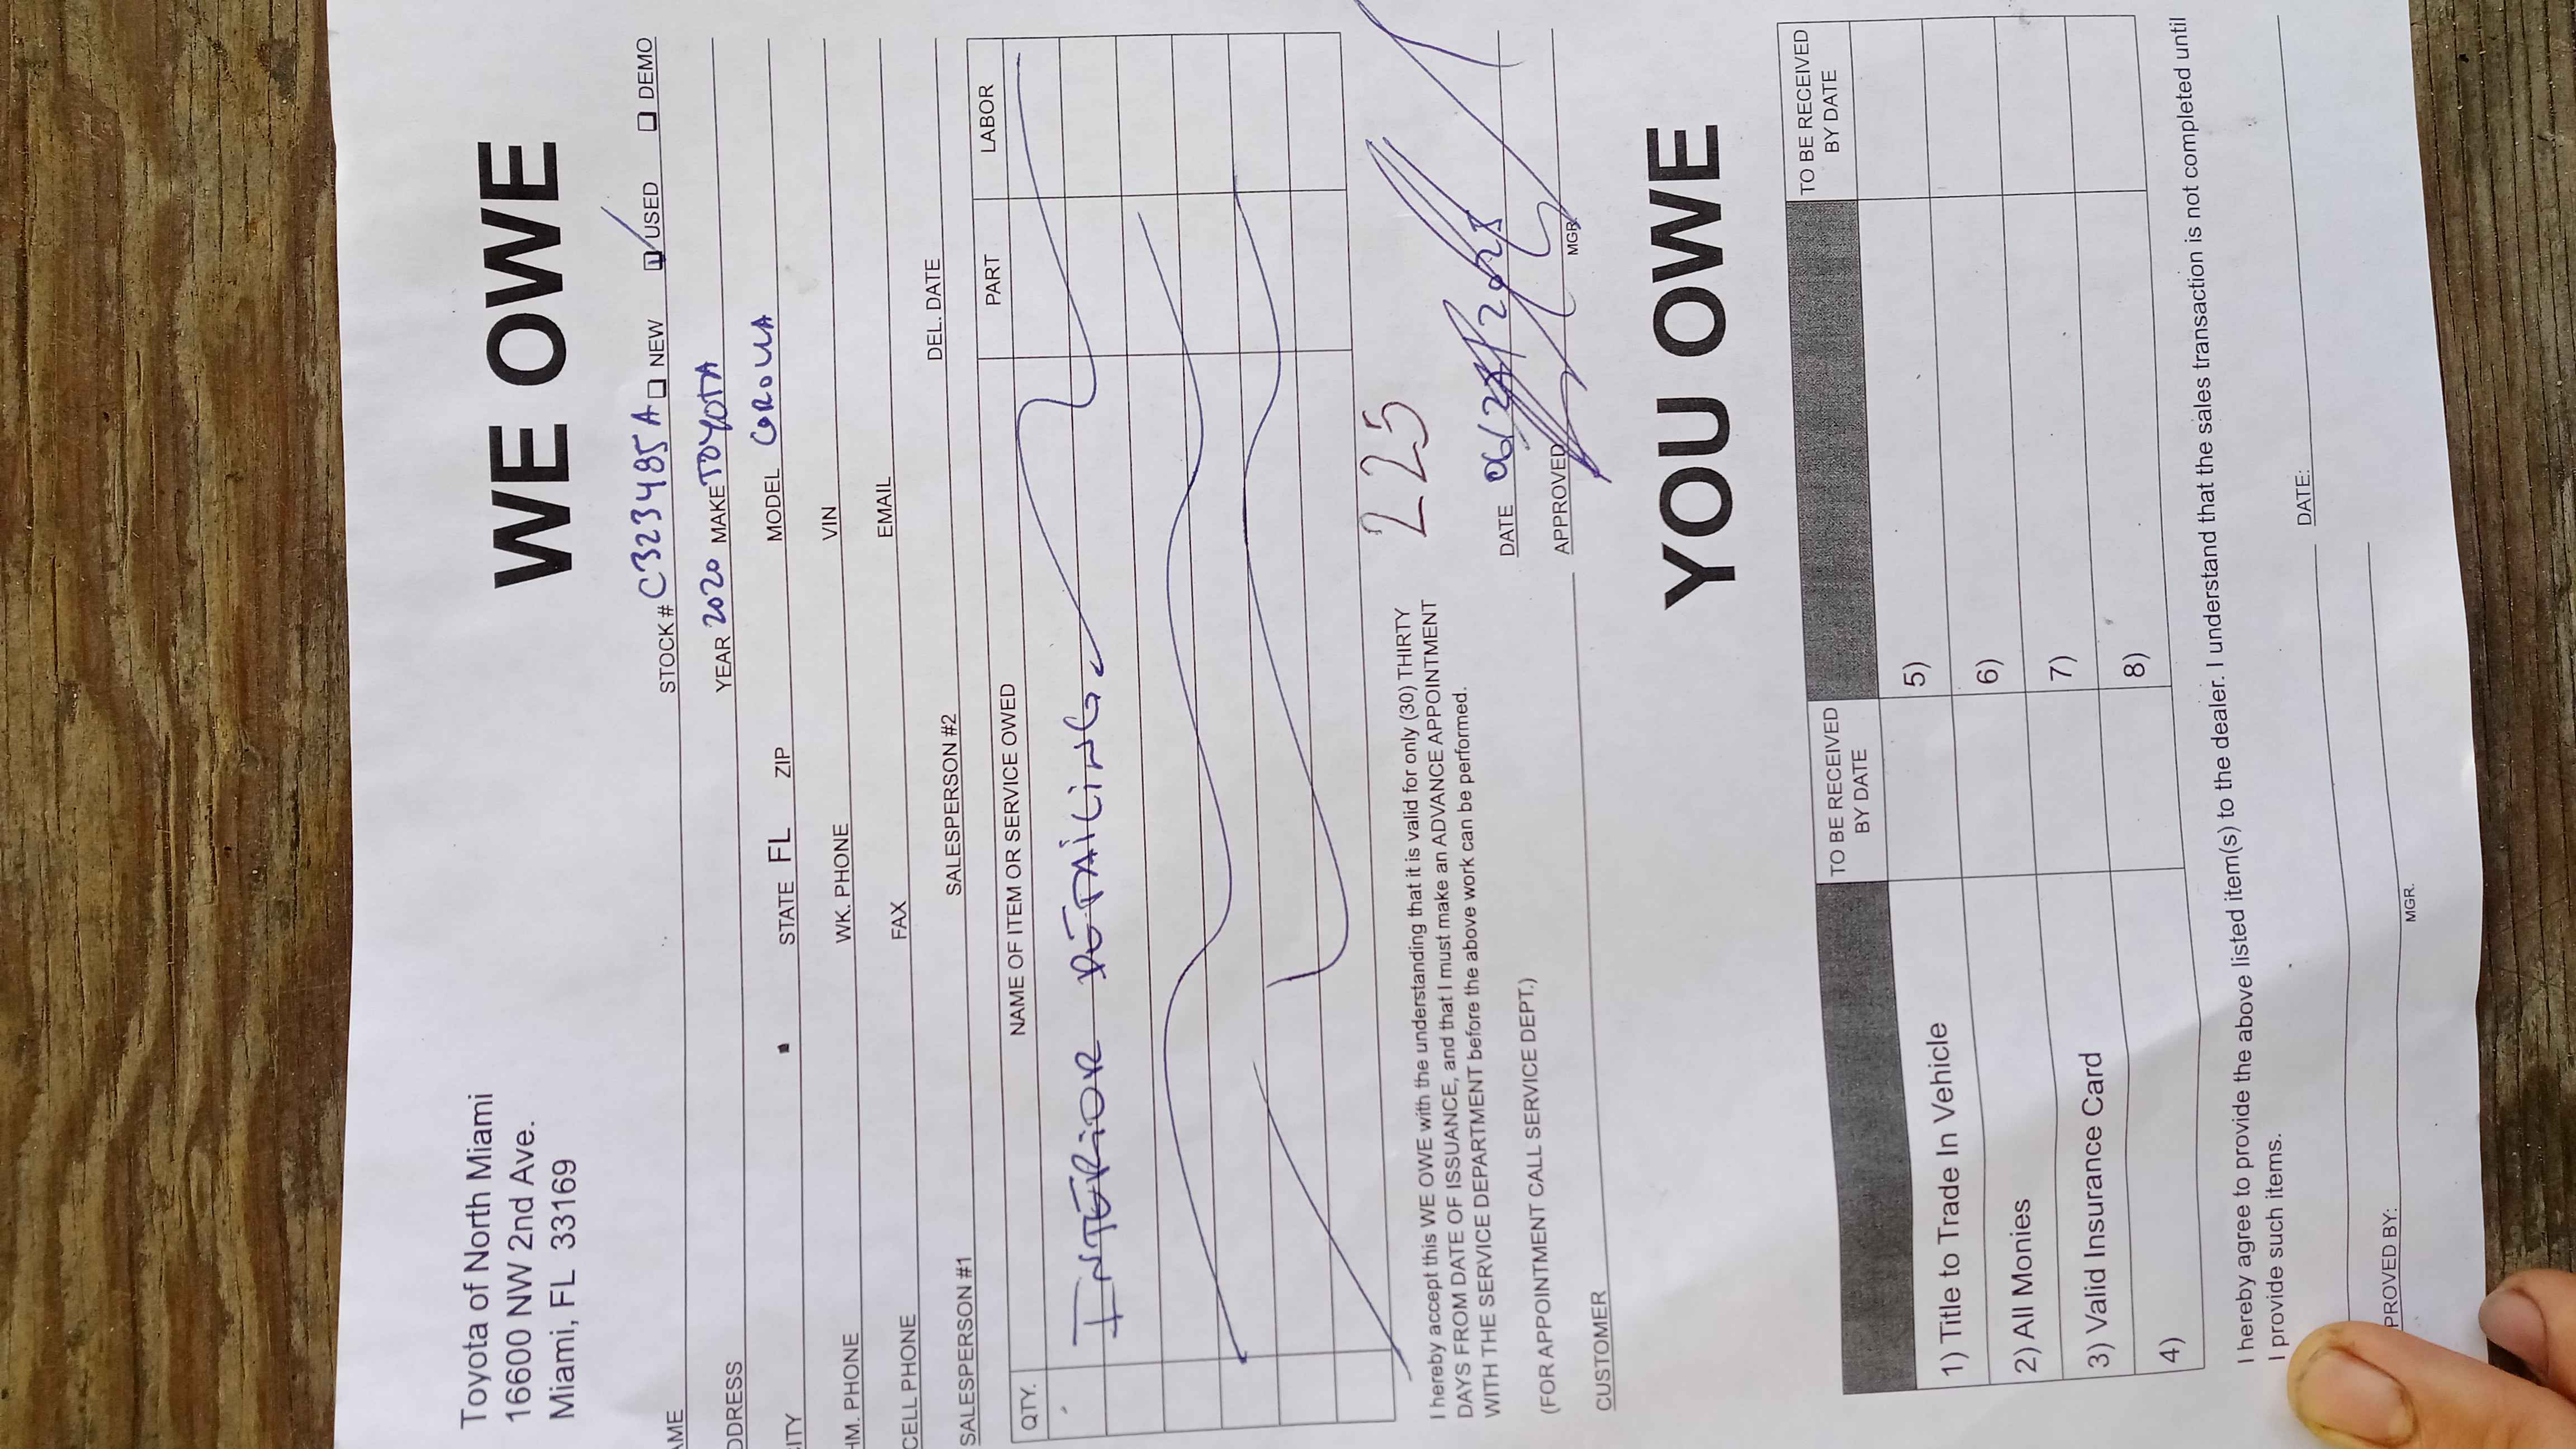 Toyota of North Miami
16600 NW 2nd Ave.
Miami, FL 33169
WE OWE
STOCK # C323485A ☐ NEW ☑ USED ☐ DEMO
AME
YEAR 2020 MAKE TOYOTA
DDRESS
MODEL COROLLA
ITY STATE FL ZIP
VIN
HM. PHONE WK. PHONE
EMAIL
CELL PHONE FAX
DEL. DATE
SALESPERSON #1 SALESPERSON #2
QTY. NAME OF ITEM OR SERVICE OWED PART LABOR
INTERIOR DETAILING
225
I hereby accept this WE OWE with the understanding that it is valid for only (30) THIRTY
DAYS FROM DATE OF ISSUANCE, and that I must make an ADVANCE APPOINTMENT
WITH THE SERVICE DEPARTMENT before the above work can be performed.
DATE
(FOR APPOINTMENT CALL SERVICE DEPT.)
APPROVED
MGR.
CUSTOMER
YOU OWE
TO BE RECEIVED
BY DATE
TO BE RECEIVED
BY DATE
1) Title to Trade In Vehicle 5)
2) All Monies 6)
3) Valid Insurance Card 7)
4) 8)
I hereby agree to provide the above listed item(s) to the dealer. I understand that the sales transaction is not completed until
I provide such items.
DATE:
PROVED BY:
MGR.